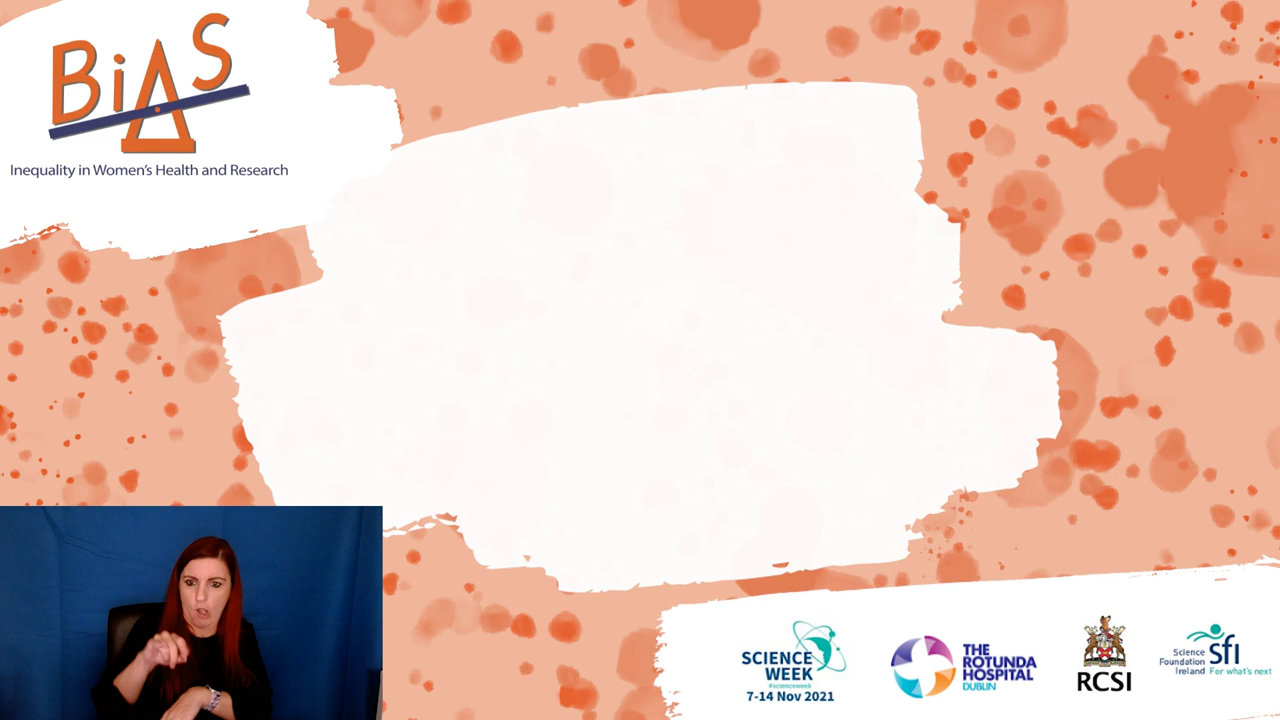 BiAS
Inequality in Women's Health and Research
SCIENCE
WEEK
#scienceweek
7-14 Nov 2021
THE
ROTUNDA
HOSPITAL
DUBLIN
RCSI
Science
Foundation
Ireland
sfi
For what's next